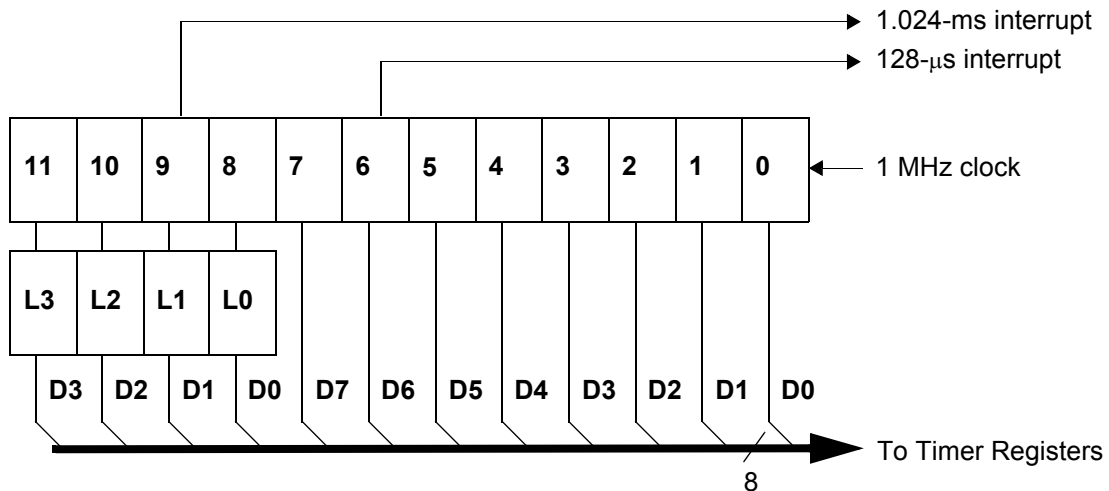 1.024-ms interrupt
128-μs interrupt
11 10 9 8 7 6 5 4 3 2 1 0
1 MHz clock
L3 L2 L1 L0
D3 D2 D1 D0 D7 D6 D5 D4 D3 D2 D1 D0
To Timer Registers
8